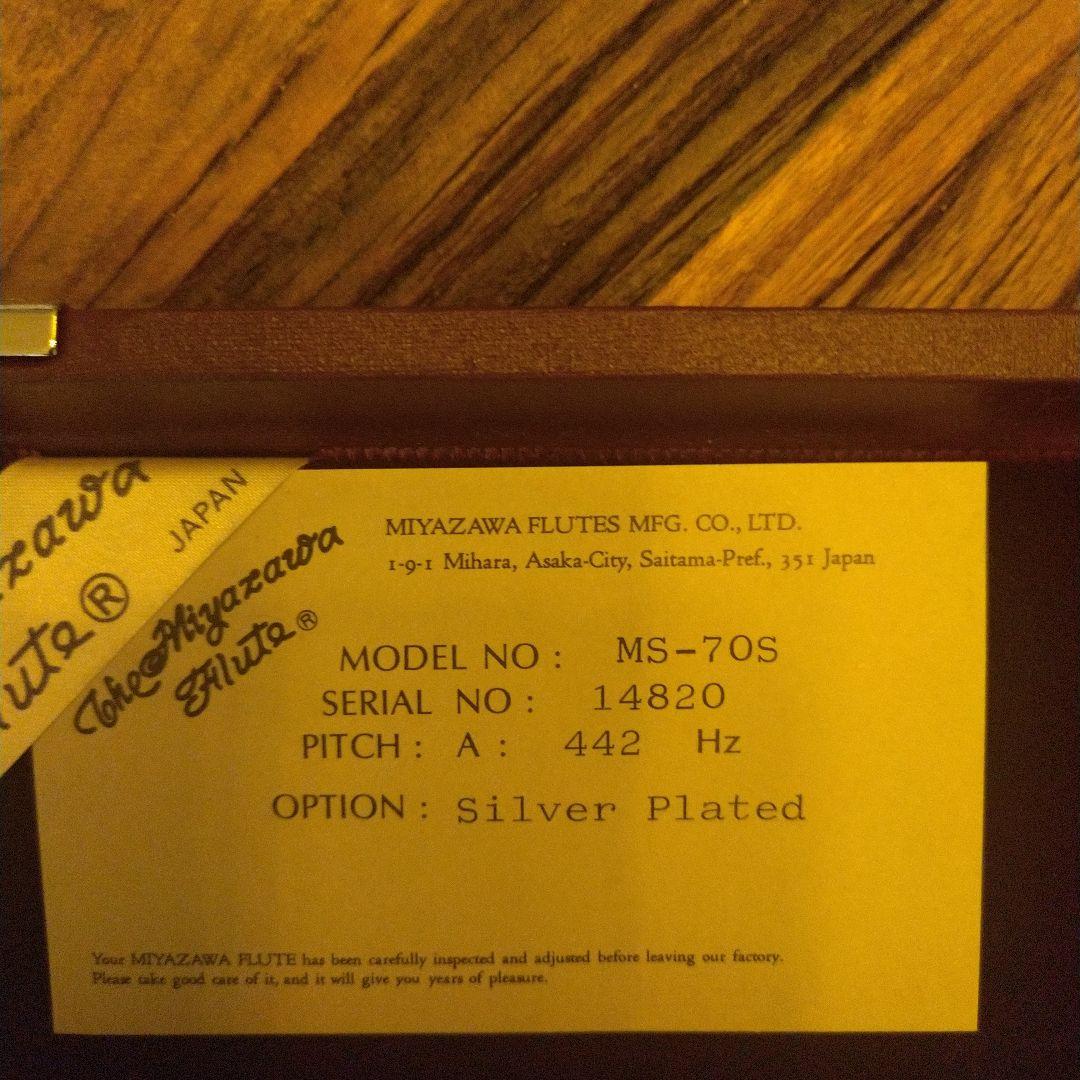 zawa
lute®
JAPAN
The Miyazawa
Flute®
MIYAZAWA FLUTES MFG. CO., LTD.
1-9-1 Mihara, Asaka-City, Saitama-Pref., 351 Japan
MODEL NO : MS-70S
SERIAL NO : 14820
PITCH : A : 442 Hz
OPTION : Silver Plated
Your MIYAZAWA FLUTE has been carefully inspected and adjusted before leaving our factory.
Please take good care of it, and it will give you years of pleasure.